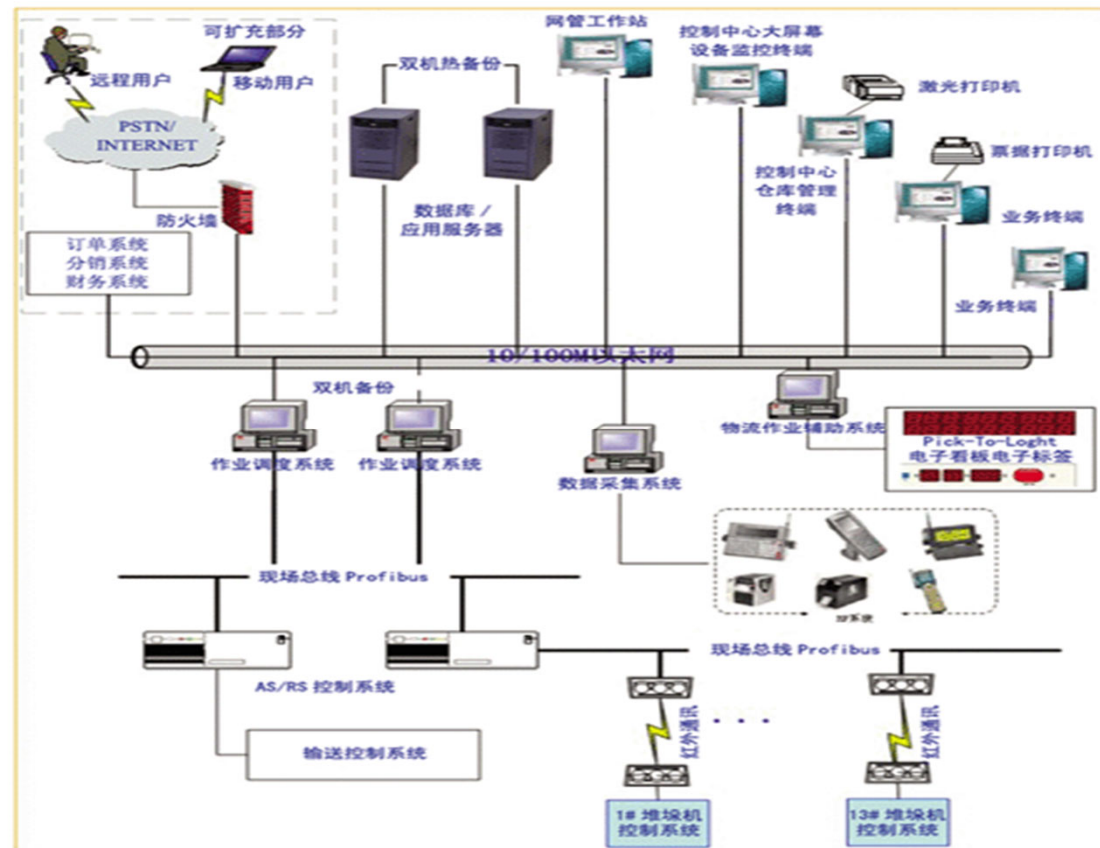 网管工作站
控制中心大屏幕
设备监控终端
可扩充部分
远程用户
移动用户
双机热备份
激光打印机
PSTN/
INTERNET
票据打印机
控制中心
仓库管理
终端
防火墙
数据库 /
应用服务器
业务终端
订单系统
分销系统
财务系统
业务终端
10/100M以太网
双机备份
作业调度系统
作业调度系统
数据采集系统
物流作业辅助系统
Pick-To-Loght
电子看板电子标签
现场总线 Profibus
现场总线 Profibus
AS/RS 控制系统
输送控制系统
红外通讯
· · ·
红外通讯
1# 堆垛机
控制系统
13# 堆垛机
控制系统